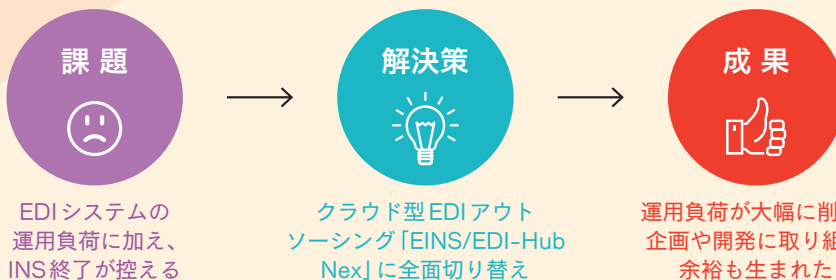 課題
EDIシステムの
運用負荷に加え、
INS終了が控える
解決策
クラウド型EDIアウト
ソーシング「EINS/EDI-Hub
Nex」に全面切り替え
成果
運用負荷が大幅に削
企画や開発に取り組
余裕も生まれた